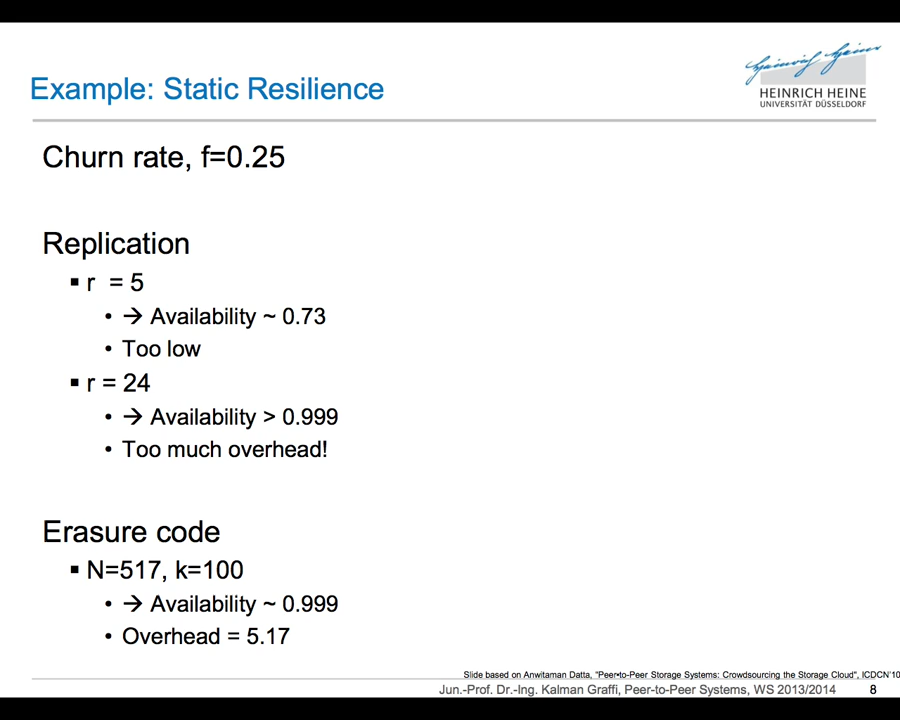 Heinrich Heine
HEINRICH HEINE
UNIVERSITÄT DÜSSELDORF
Example: Static Resilience
Churn rate, f=0.25
Replication
▪ r = 5
• → Availability ~ 0.73
• Too low
▪ r = 24
• → Availability > 0.999
• Too much overhead!
Erasure code
▪ N=517, k=100
• → Availability ~ 0.999
• Overhead = 5.17
Slide based on Anwitaman Datta, "Peer-to-Peer Storage Systems: Crowdsourcing the Storage Cloud", ICDCN'10
Jun.-Prof. Dr.-Ing. Kalman Graffi, Peer-to-Peer Systems, WS 2013/2014 8